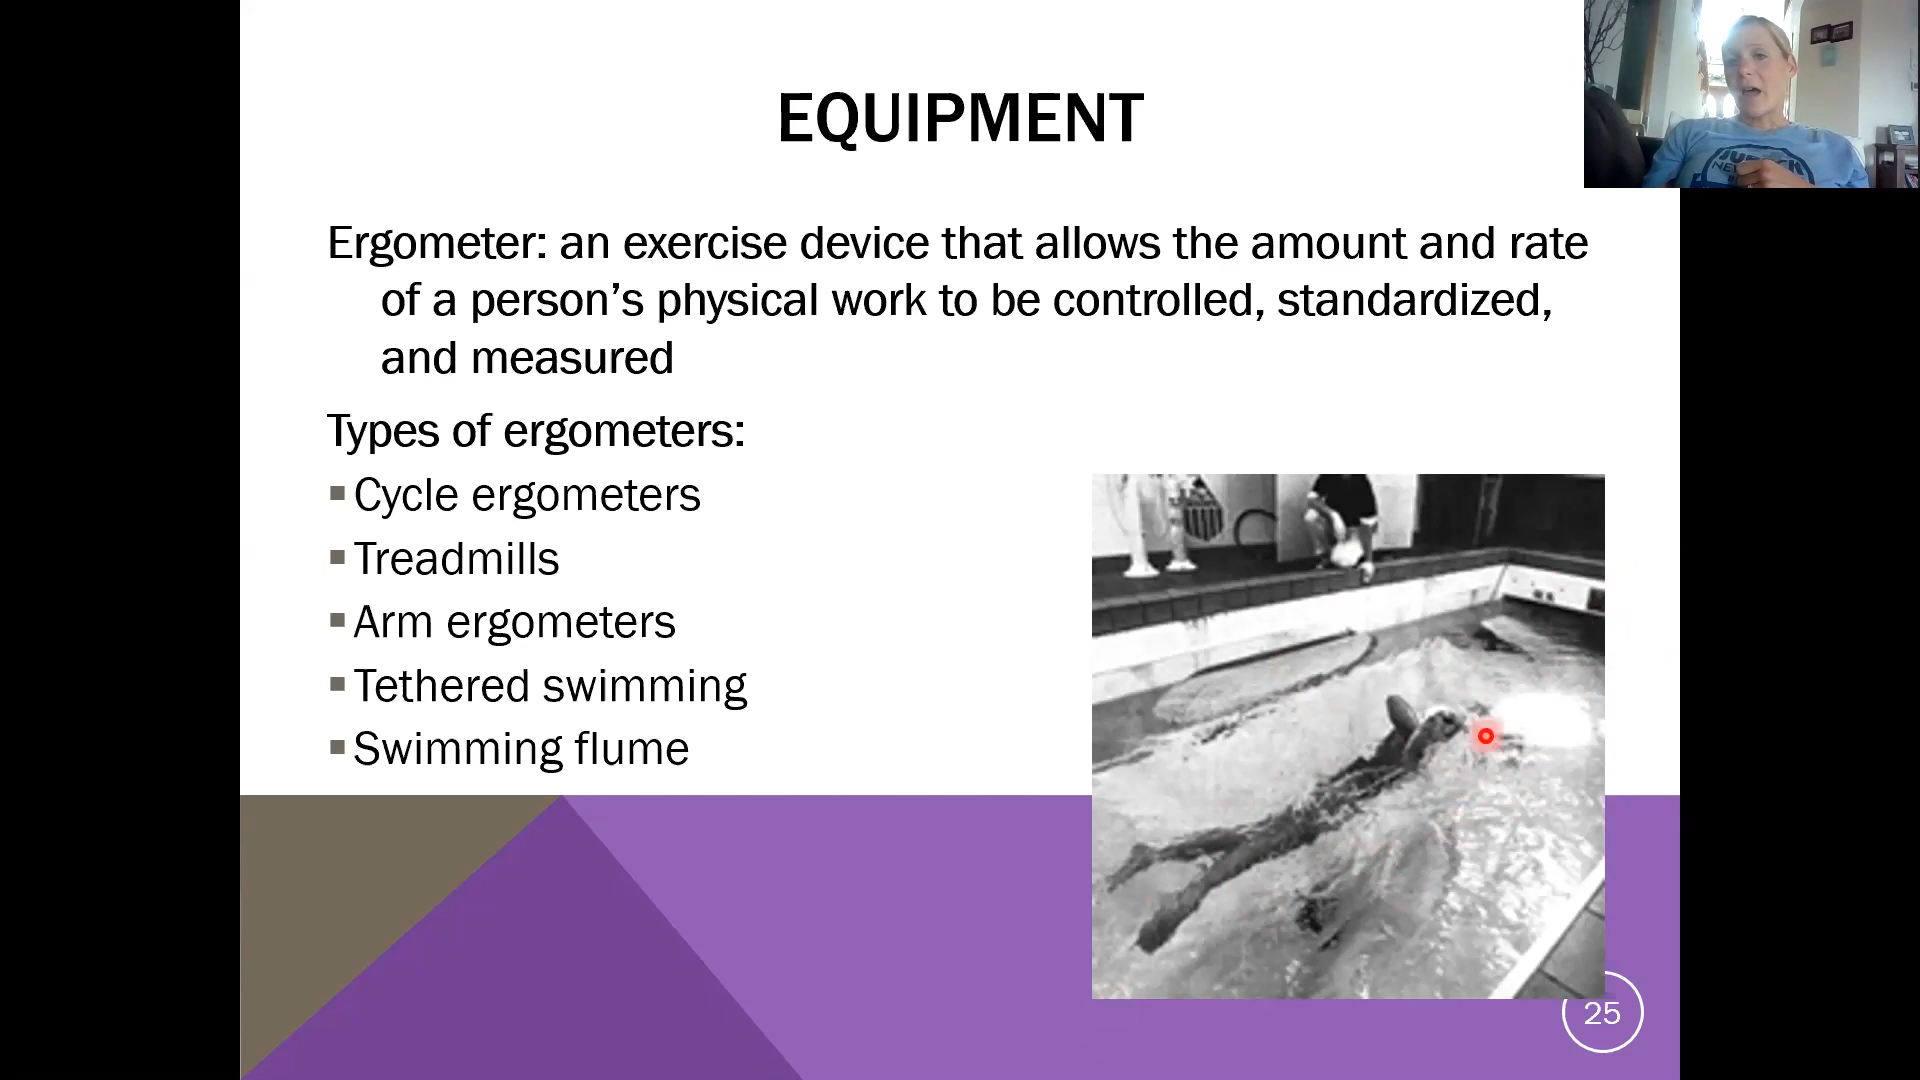 EQUIPMENT
Ergometer: an exercise device that allows the amount and rate
of a person’s physical work to be controlled, standardized,
and measured
Types of ergometers:
▪Cycle ergometers
▪Treadmills
▪Arm ergometers
▪Tethered swimming
▪Swimming flume
25